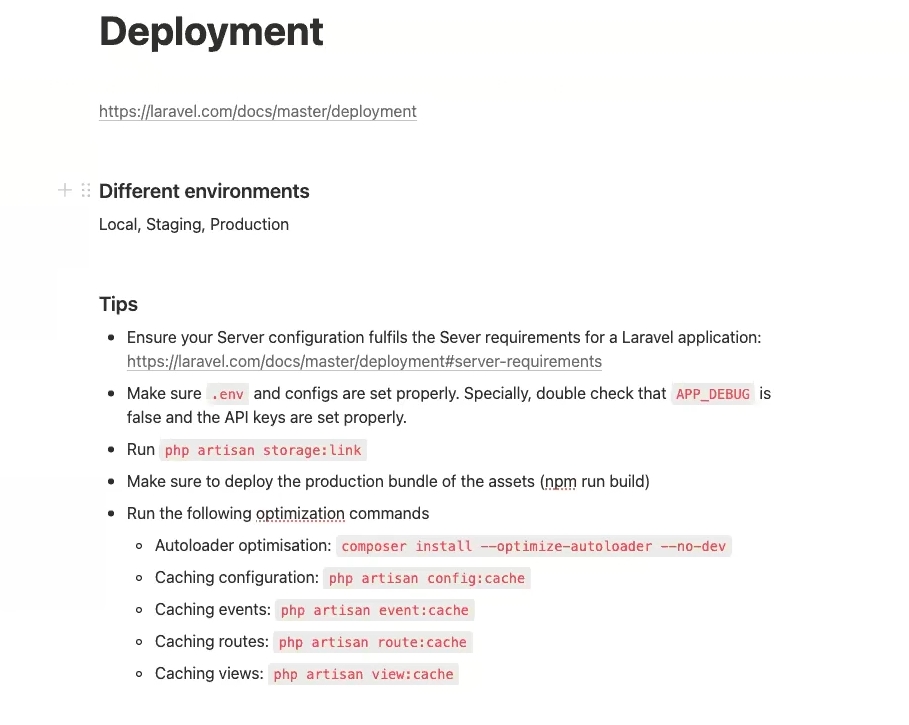 Deployment
https://laravel.com/docs/master/deployment
Different environments
Local, Staging, Production
Tips
Ensure your Server configuration fulfils the Sever requirements for a Laravel application:
https://laravel.com/docs/master/deployment#server-requirements
Make sure .env and configs are set properly. Specially, double check that APP_DEBUG is
false and the API keys are set properly.
Run php artisan storage:link
Make sure to deploy the production bundle of the assets (npm run build)
Run the following optimization commands
Autoloader optimisation: composer install --optimize-autoloader --no-dev
Caching configuration: php artisan config:cache
Caching events: php artisan event:cache
Caching routes: php artisan route:cache
Caching views: php artisan view:cache